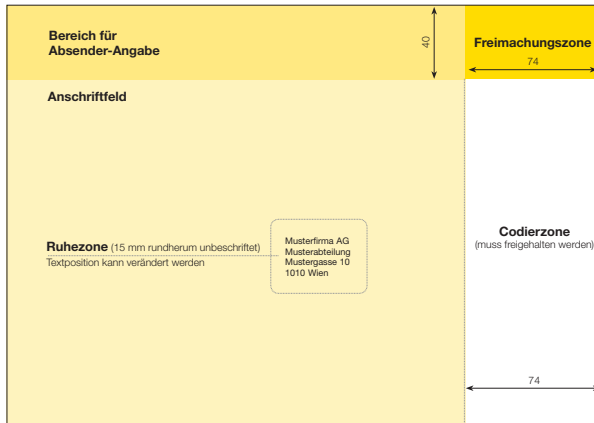 Bereich für
Absender-Angabe
40
Freimachungszone
74
Anschriftfeld
Ruhezone (15 mm rundherum unbeschriftet)
Textposition kann verändert werden
Musterfirma AG
Musterabteilung
Mustergasse 10
1010 Wien
Codierzone
(muss freigehalten werden)
74